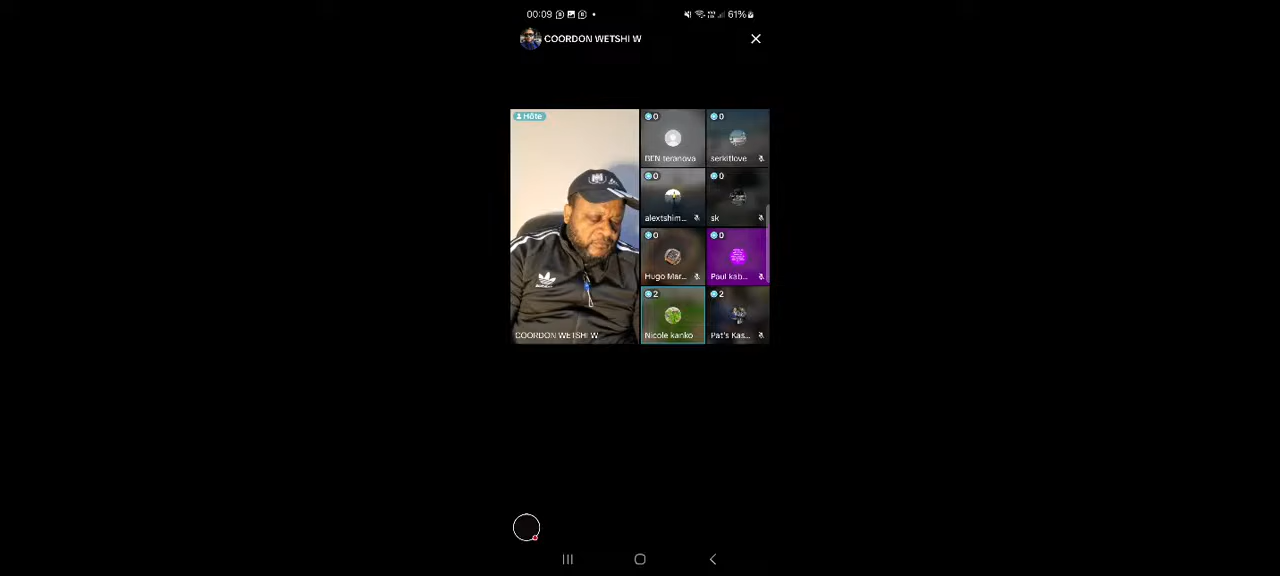 00:09
61%
COORDON WETSHI W
Hôte
0
0
BEN teranova
serkitlove
0
0
alextshim...
sk
0
0
Hugo Mar...
Paul kab...
adidas
2
2
COORDON WETSHI W
Nicole kanko
Pat's Kas...